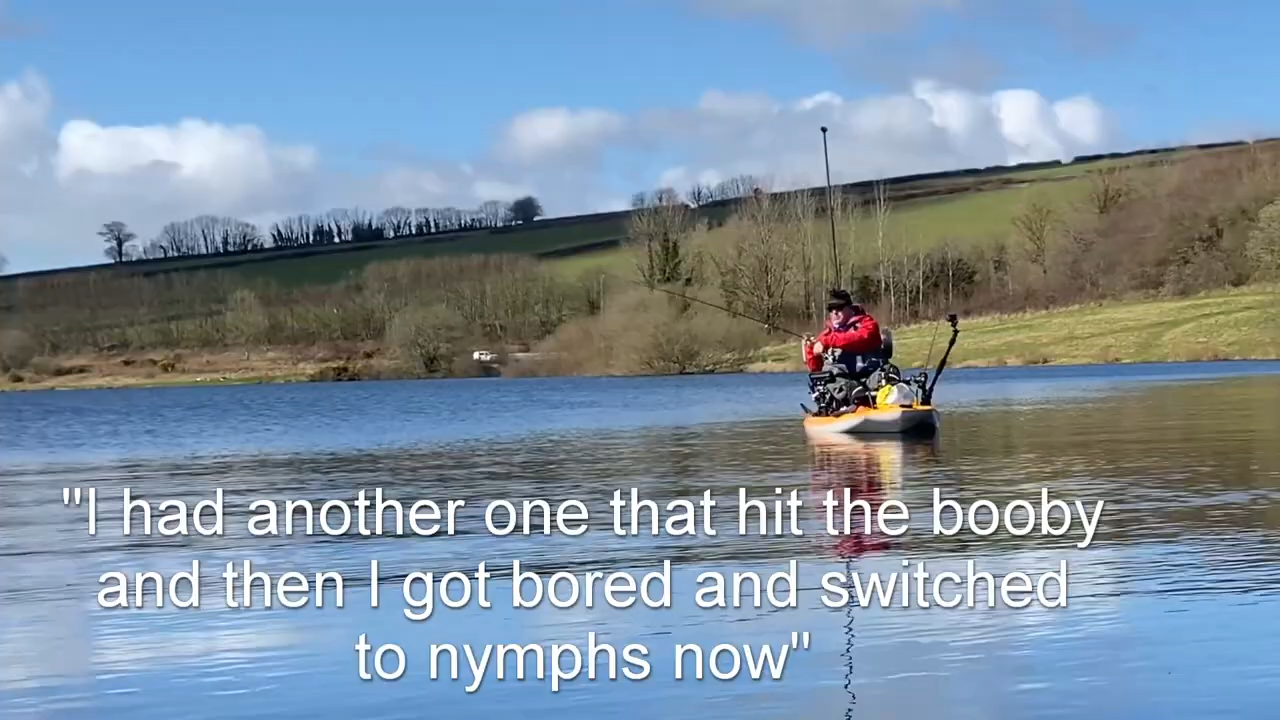 "I had another one that hit the booby
and then I got bored and switched
to nymphs now"